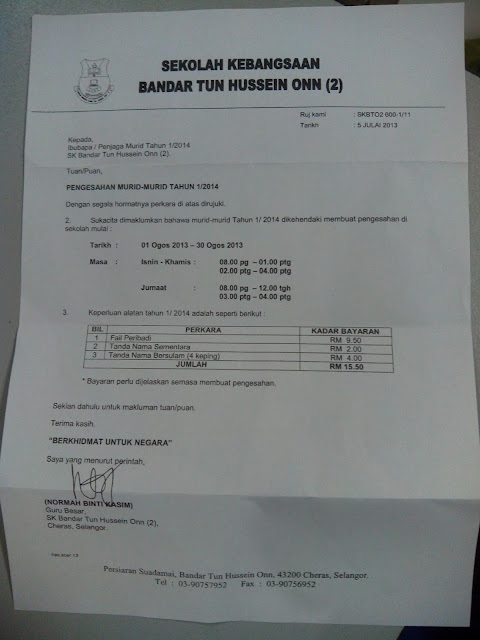 SEKOLAH KEBANGSAAN
BANDAR TUN HUSSEIN ONN (2)
Ruj kami : SKBTO2 600-1/11
Tarikh : 5 JULAI 2013
Kepada,
Ibubapa / Penjaga Murid Tahun 1/2014
SK Bandar Tun Hussein Onn (2).
Tuan/Puan,
PENGESAHAN MURID-MURID TAHUN 1/2014
Dengan segala hormatnya perkara di atas dirujuk.
2. Sukacita dimaklumkan bahawa murid-murid Tahun 1/ 2014 dikehendaki membuat pengesahan di
sekolah mulai :
Tarikh : 01 Ogos 2013 – 30 Ogos 2013
Masa : Isnin - Khamis : 08.00 pg – 01.00 ptg
02.00 ptg – 04.00 ptg
Jumaat : 08.00 pg – 12.00 tgh
03.00 ptg – 04.00 ptg
3. Keperluan alatan tahun 1/ 2014 adalah seperti berikut :
BIL PERKARA KADAR BAYARAN
1 Fail Peribadi RM 9.50
2 Tanda Nama Sementara RM 2.00
3 Tanda Nama Bersulam (4 keping) RM 4.00
JUMLAH RM 15.50
* Bayaran perlu dijelaskan semasa membuat pengesahan.
Sekian dahulu untuk makluman tuan/puan.
Terima kasih.
“BERKHIDMAT UNTUK NEGARA”
Saya yang menurut perintah,
(NORMAH BINTI KASIM)
Guru Besar,
SK Bandar Tun Hussein Onn (2),
Cheras, Selangor.
Persiaran Suadamai, Bandar Tun Hussein Onn, 43200 Cheras, Selangor.
Tel : 03-90757952 Fax : 03-90756952